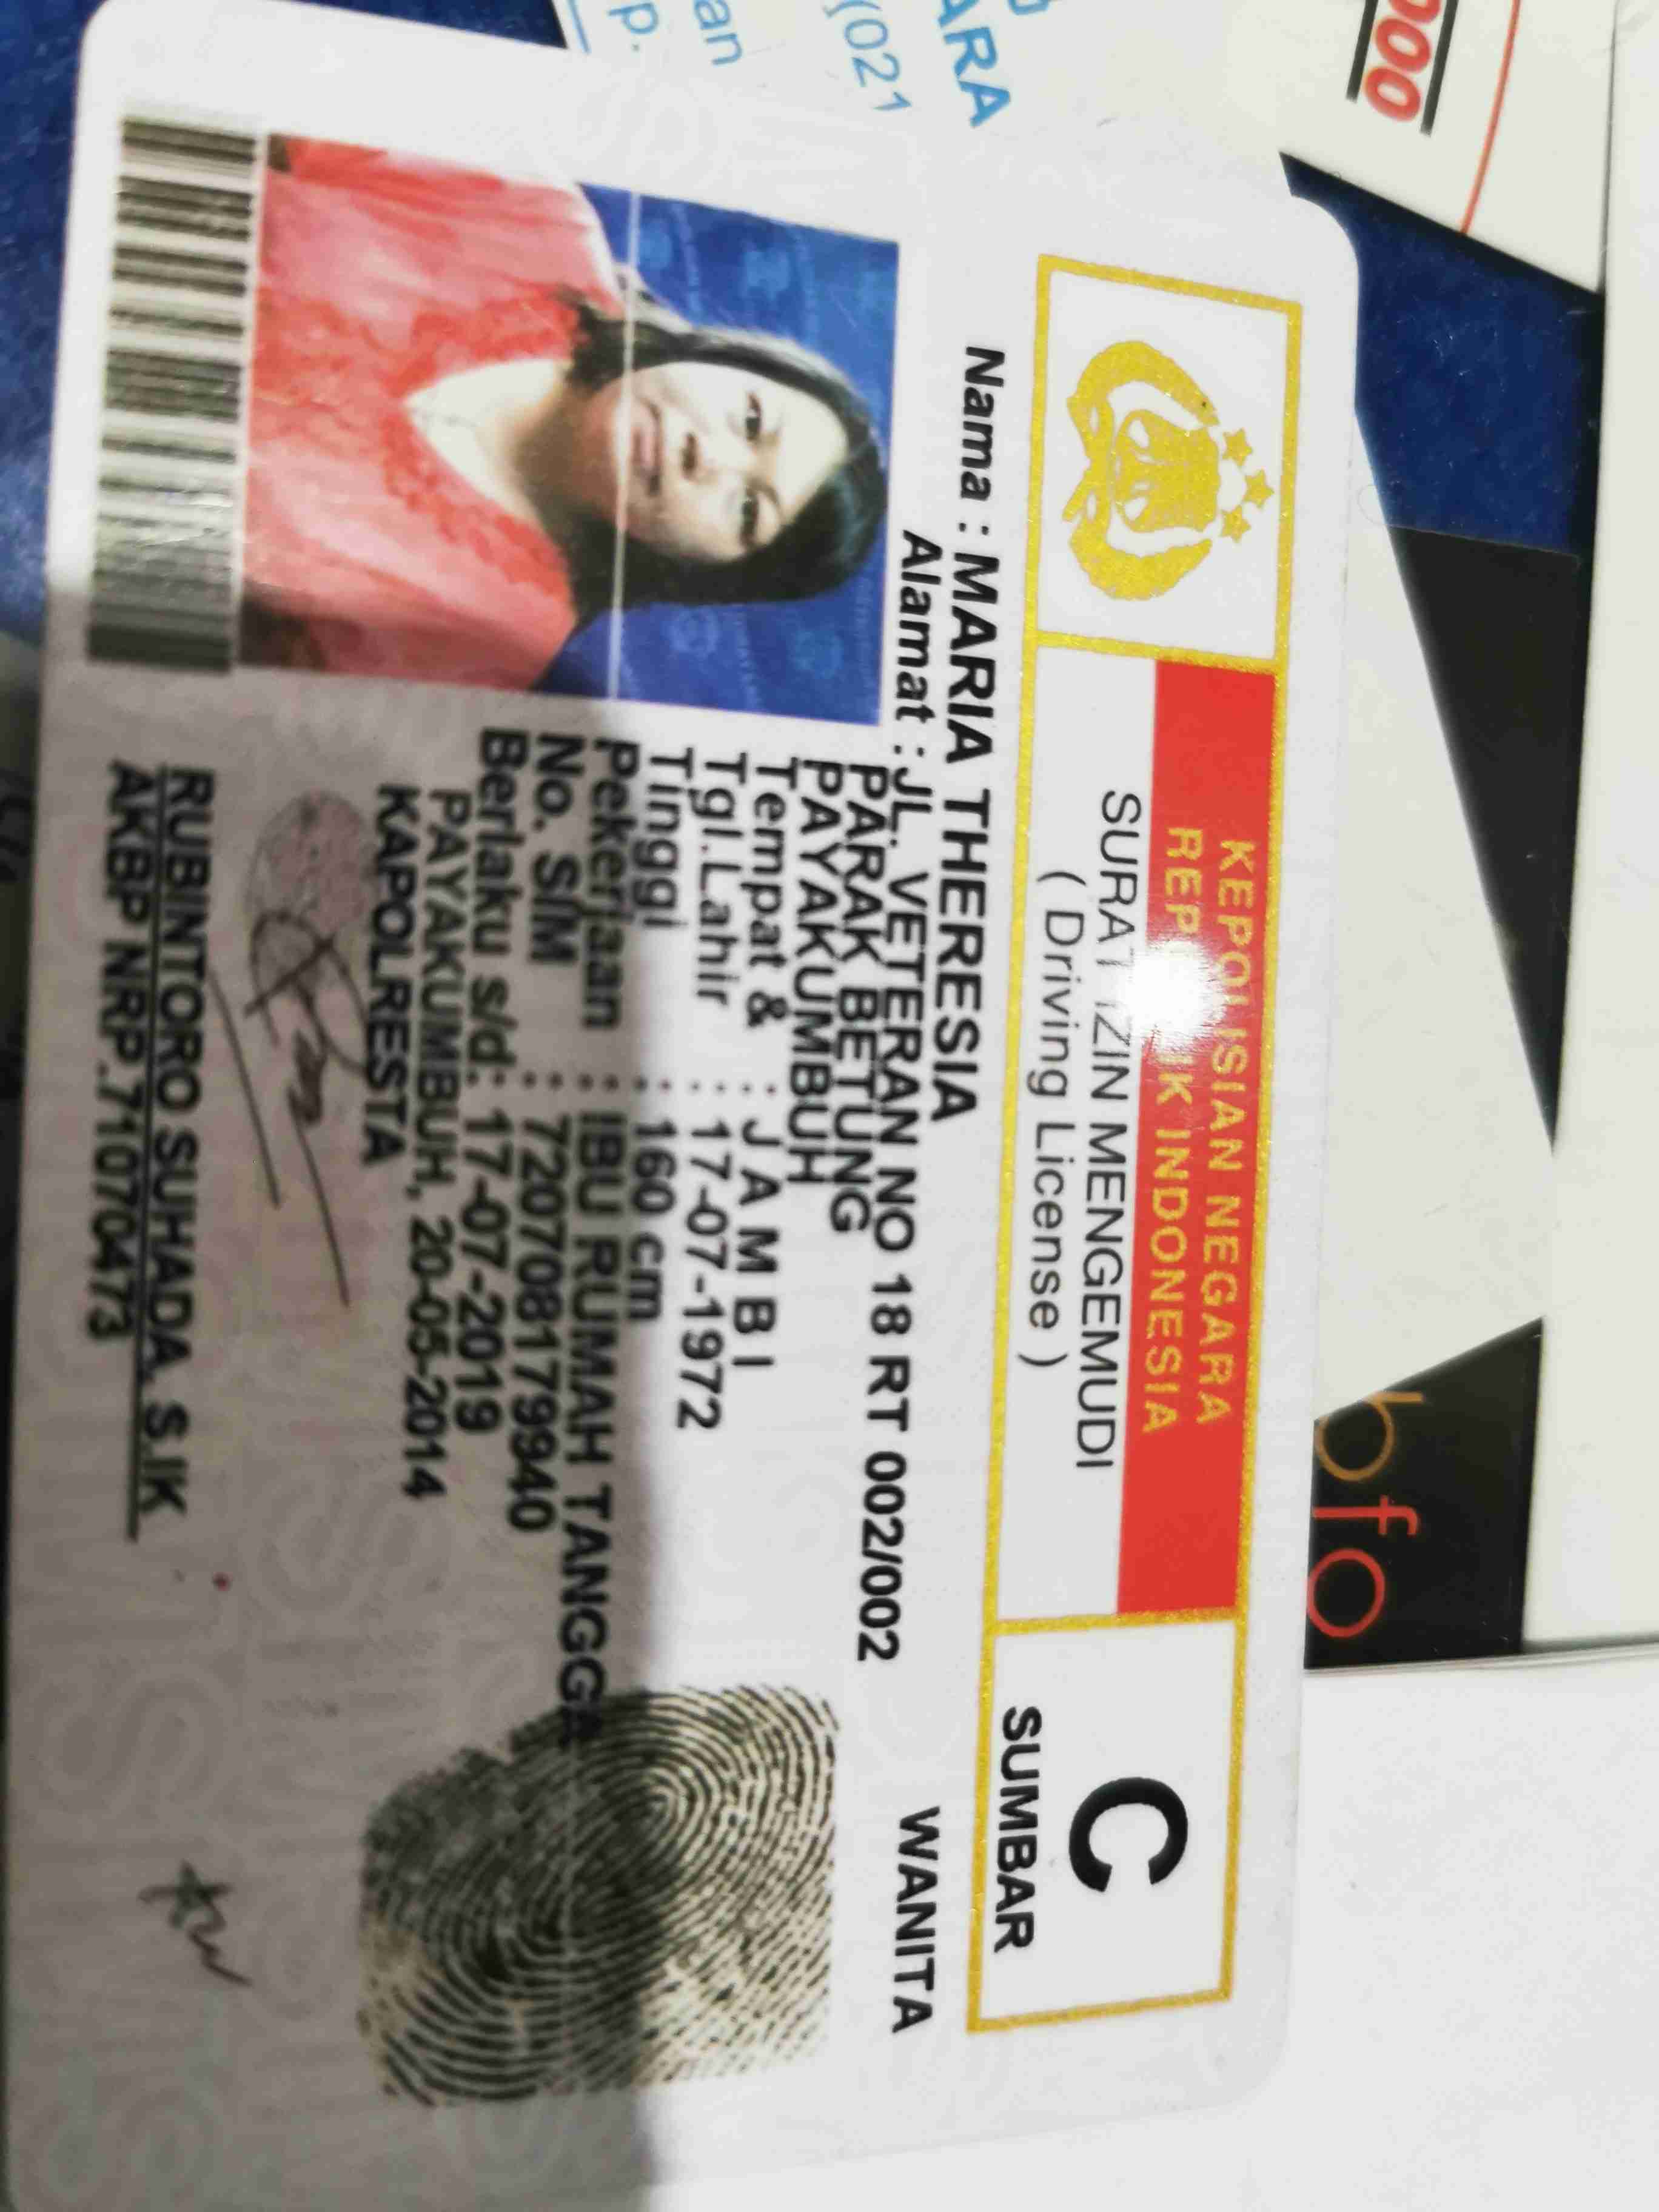 KEPOLISIAN NEGARA
REPUBLIK INDONESIA
SURAT IZIN MENGEMUDI
( Driving License )
C
SUMBAR
Nama : MARIA THERESIA
WANITA
Alamat : JL. VETERAN NO 18 RT 002/002
PARAK BETUNG
PAYAKUMBUH
Tempat & : J A M B I
Tgl.Lahir : 17-07-1972
Tinggi : 160 cm
Pekerjaan : IBU RUMAH TANGGA
No. SIM : 720708179940
Berlaku s/d : 17-07-2019
PAYAKUMBUH, 20-05-2014
KAPOLRESTA
RUBINTORO SUHADA, S.IK
AKBP NRP.71070473
ARA
(021
an
p.
000
bfo